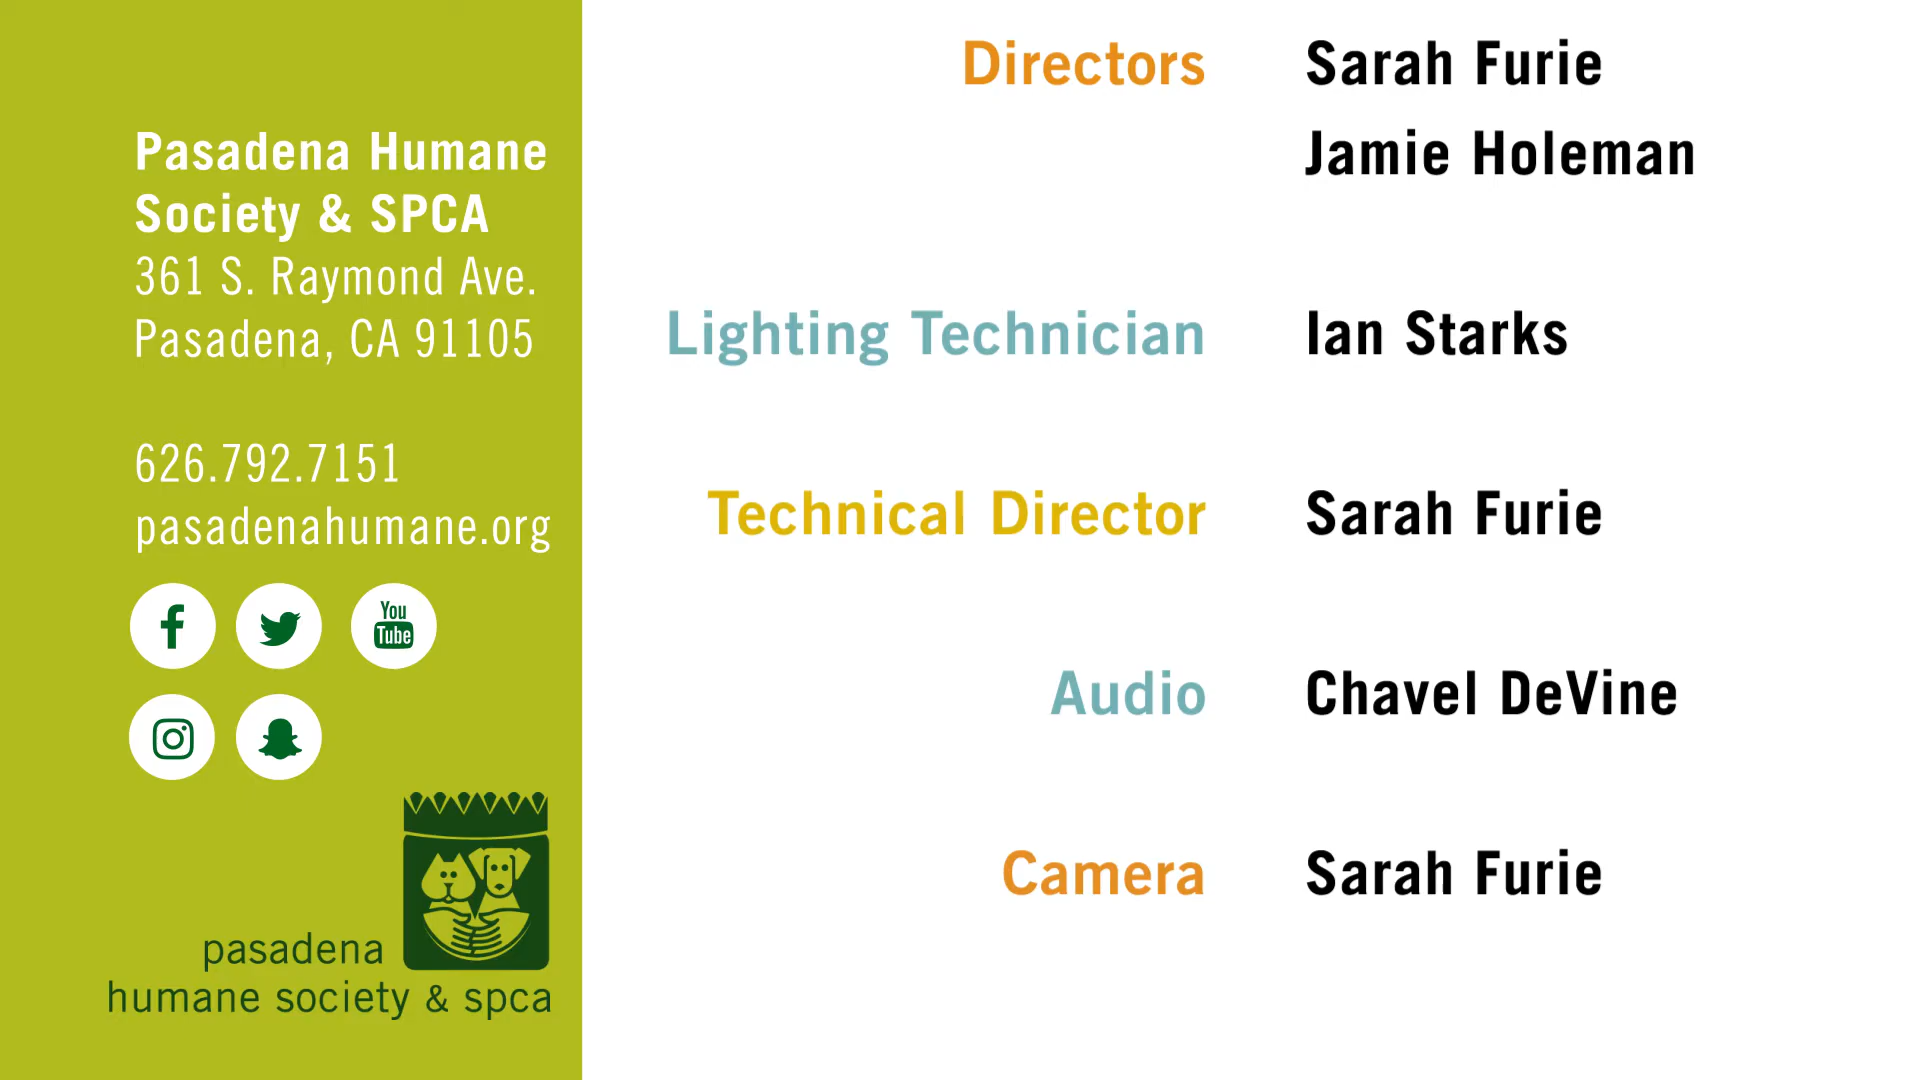 Pasadena Humane
Society & SPCA
361 S. Raymond Ave.
Pasadena, CA 91105
626.792.7151
pasadenahumane.org
You
Tube
pasadena
humane society & spca
Directors Sarah Furie
Jamie Holeman
Lighting Technician Ian Starks
Technical Director Sarah Furie
Audio Chavel DeVine
Camera Sarah Furie